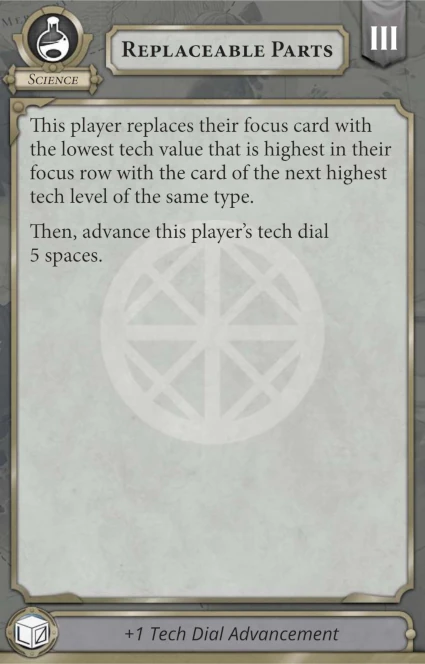 REPLACEABLE PARTS
III
SCIENCE
This player replaces their focus card with
the lowest tech value that is highest in their
focus row with the card of the next highest
tech level of the same type.
Then, advance this player's tech dial
5 spaces.
+1 Tech Dial Advancement